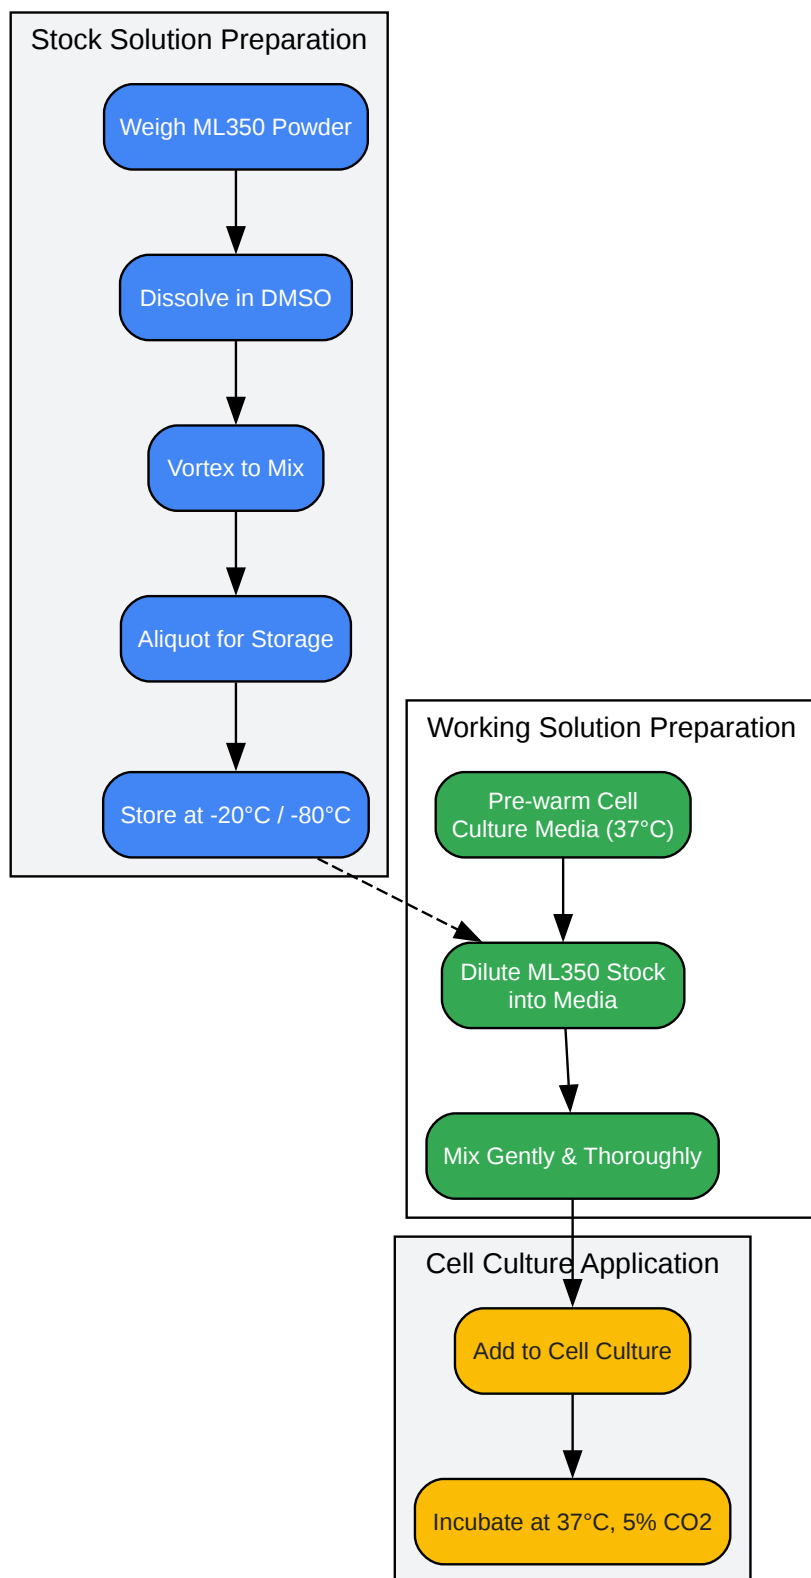 Stock Solution Preparation
Weigh ML350 Powder
Dissolve in DMSO
Vortex to Mix
Aliquot for Storage
Store at -20°C / -80°C
Working Solution Preparation
Pre-warm Cell
Culture Media (37°C)
Dilute ML350 Stock
into Media
Mix Gently & Thoroughly
Cell Culture Application
Add to Cell Culture
Incubate at 37°C, 5% CO2